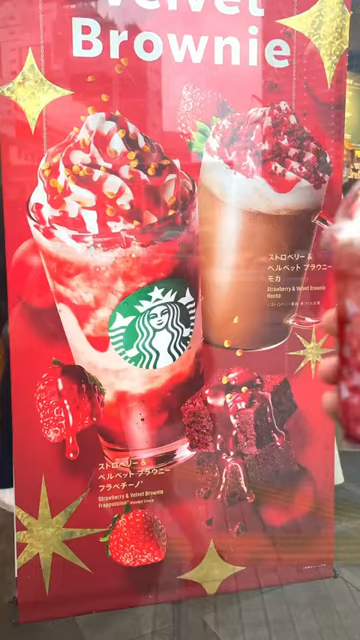 Velvet
Brownie
ストロベリー &
ベルベット ブラウニー
モカ
Strawberry & Velvet Brownie
Mocha
ストロベリー &
ベルベット ブラウニー
フラペチーノ®
Strawberry & Velvet Brownie
Frappuccino®